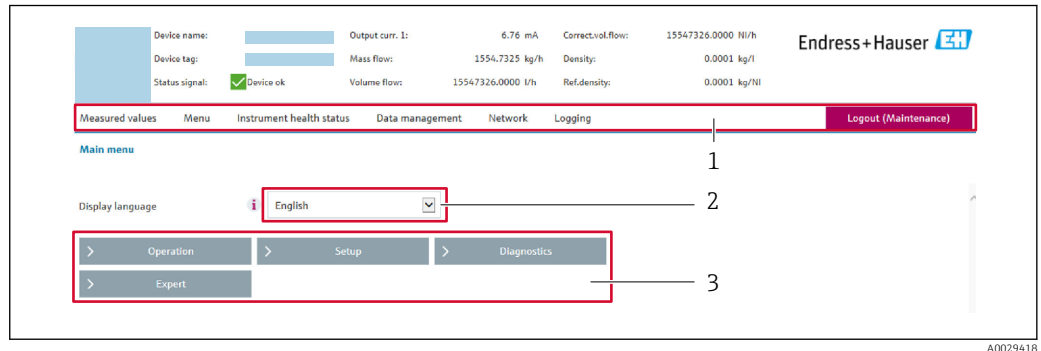 Device name: Output curr. 1: 6.76 mA Correct.vol.flow: 15547326.0000 Nl/h
Endress+Hauser EH
Device tag: Mass flow: 1554.7325 kg/h Density: 0.0001 kg/l
Status signal: Device ok Volume flow: 15547326.0000 l/h Ref.density: 0.0001 kg/Nl
Measured values Menu Instrument health status Data management Network Logging Logout (Maintenance)
1
Main menu
Display language i English 2
> Operation > Setup > Diagnostics
> Expert 3
A0029418